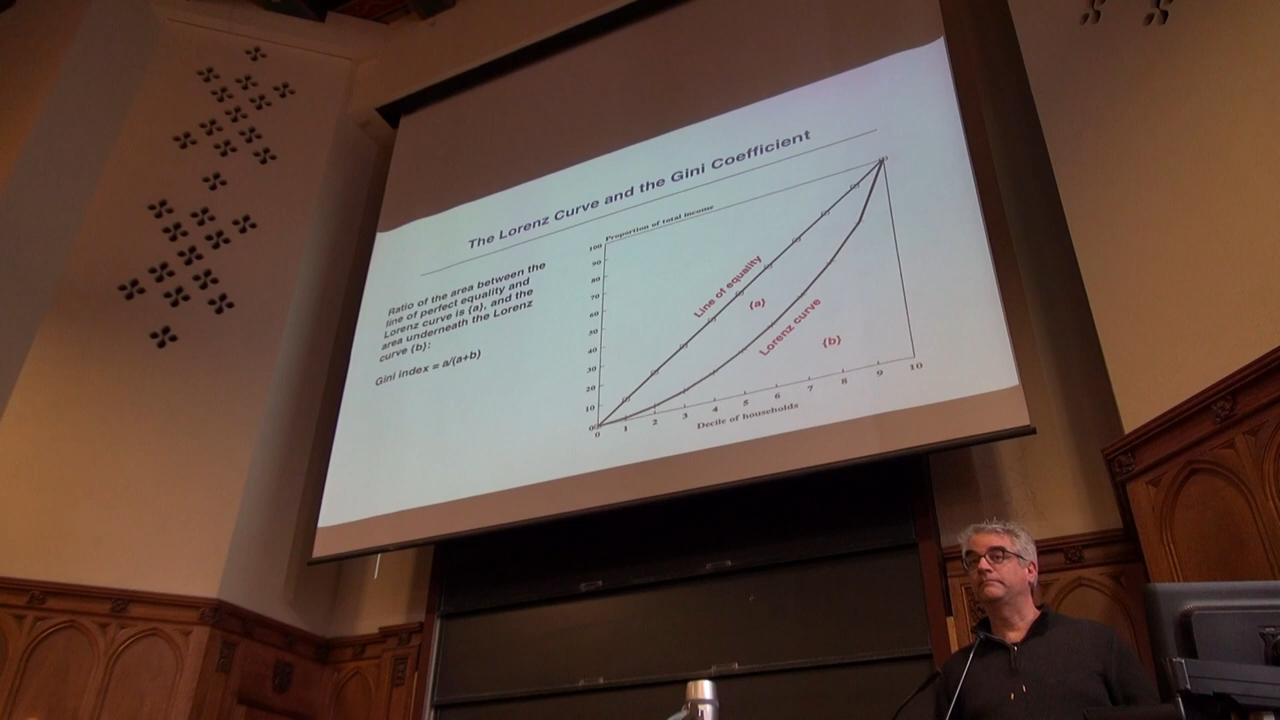 The Lorenz Curve and the Gini Coefficient
Ratio of the area between the
line of perfect equality and
Lorenz curve is (a), and the
area underneath the Lorenz
curve (b):
Gini index = a/(a+b)
Proportion of total income
100
90
80
70
60
50
40
30
20
10
0
Line of equality
(a)
Lorenz curve
(b)
0 1 2 3 4 5 6 7 8 9 10
Decile of households